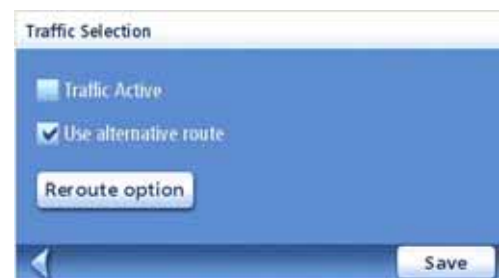 Traffic Selection
Traffic Active
Use alternative route
Reroute option
Save